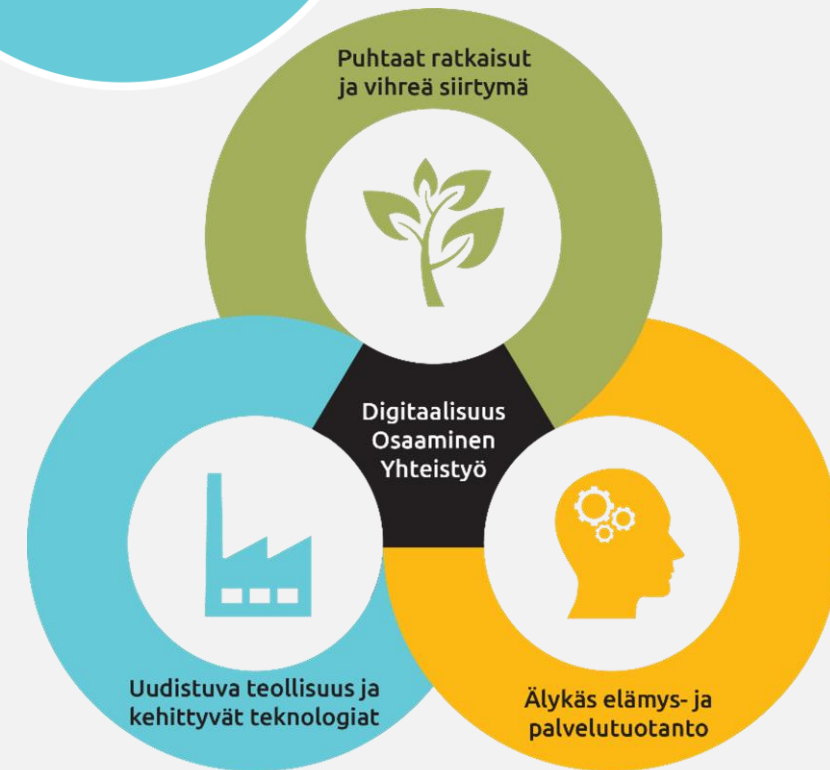 Puhtaat ratkaisut
ja vihreä siirtymä
Digitaalisuus
Osaaminen
Yhteistyö
Uudistuva teollisuus ja
kehittyvät teknologiat
Älykäs elämys- ja
palvelutuotanto